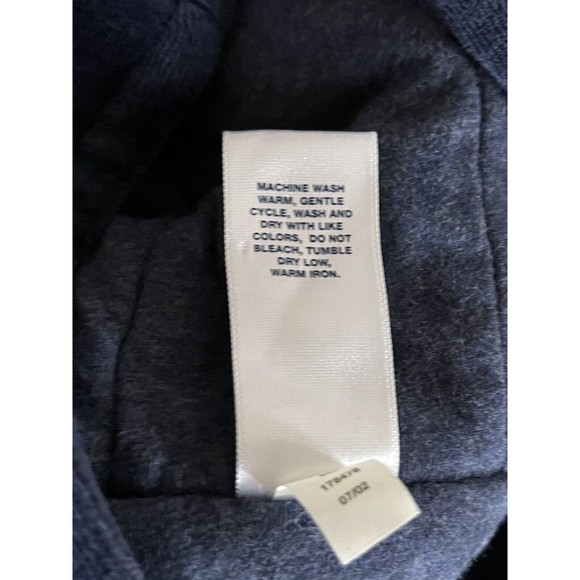 MACHINE WASH
WARM, GENTLE
CYCLE, WASH AND
DRY WITH LIKE
COLORS, DO NOT
BLEACH, TUMBLE
DRY LOW,
WARM IRON.
178476
07/02